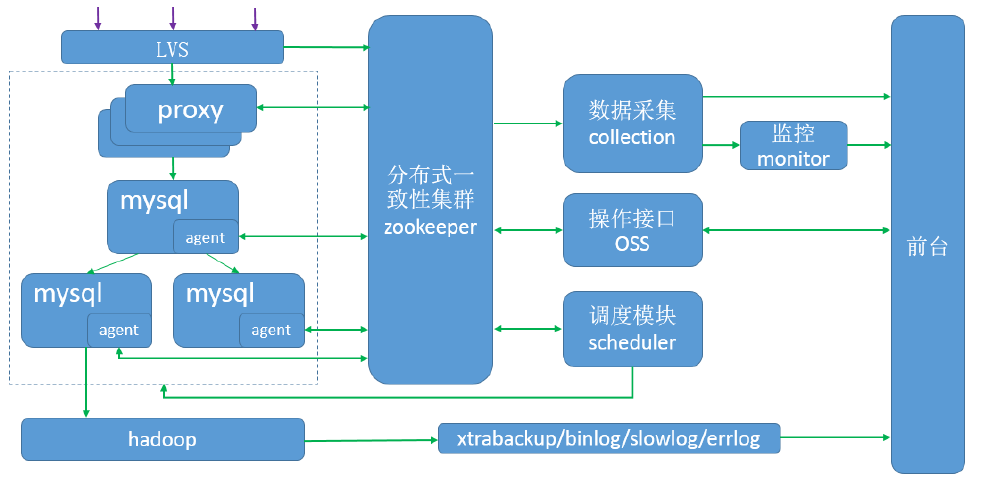 LVS
proxy
mysql
agent
mysql
agent
mysql
agent
hadoop
分布式一
致性集群
zookeeper
数据采集
collection
监控
monitor
操作接口
OSS
调度模块
scheduler
xtrabackup/binlog/slowlog/errlog
前台